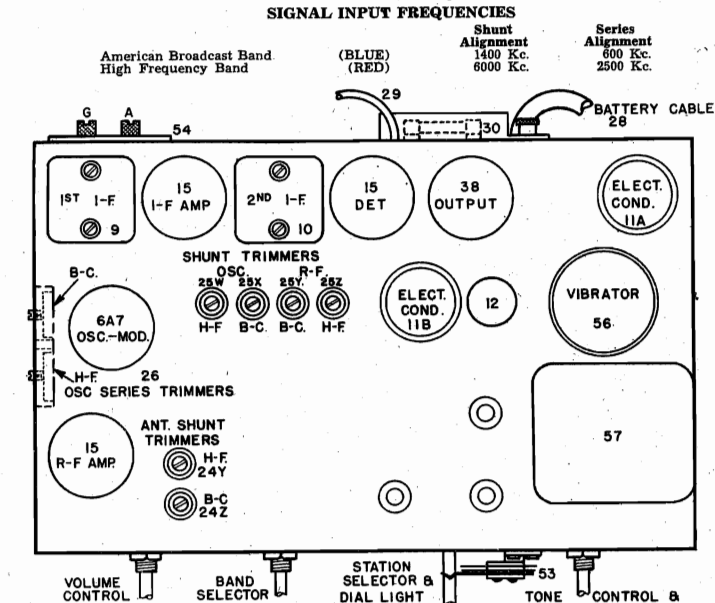 SIGNAL INPUT FREQUENCIES
Shunt Series
Alignment Alignment
American Broadcast Band (BLUE) 1400 Kc. 600 Kc.
High Frequency Band (RED) 6000 Kc. 2500 Kc.
29
G A
54
30
BATTERY CABLE
28
1ST I-F.
9
15
I-F AMP
2ND I-F.
10
15
DET
38
OUTPUT
ELECT.
COND.
11A
SHUNT TRIMMERS
OSC. R-F.
25W 25X 25Y. 25Z
H-F B-C. B-C. H-F.
B-C.
6A7
OSC.-MOD.
ELECT.
COND.
11B
12
VIBRATOR
56
H-F. 26
OSC SERIES TRIMMERS
57
15
R-F AMP.
ANT. SHUNT
TRIMMERS
H-F.
24Y
B-C
24Z
VOLUME
CONTROL
BAND
SELECTOR
STATION
SELECTOR &
DIAL LIGHT
53
TONE CONTROL &